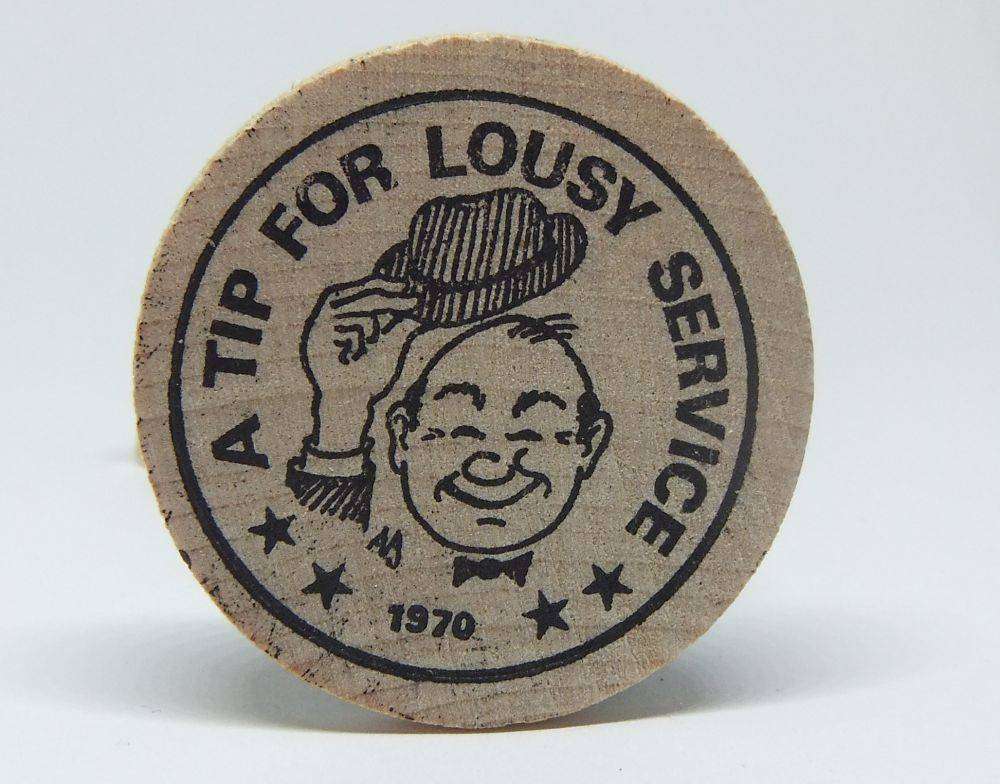 A TIP FOR LOUSY SERVICE
1970